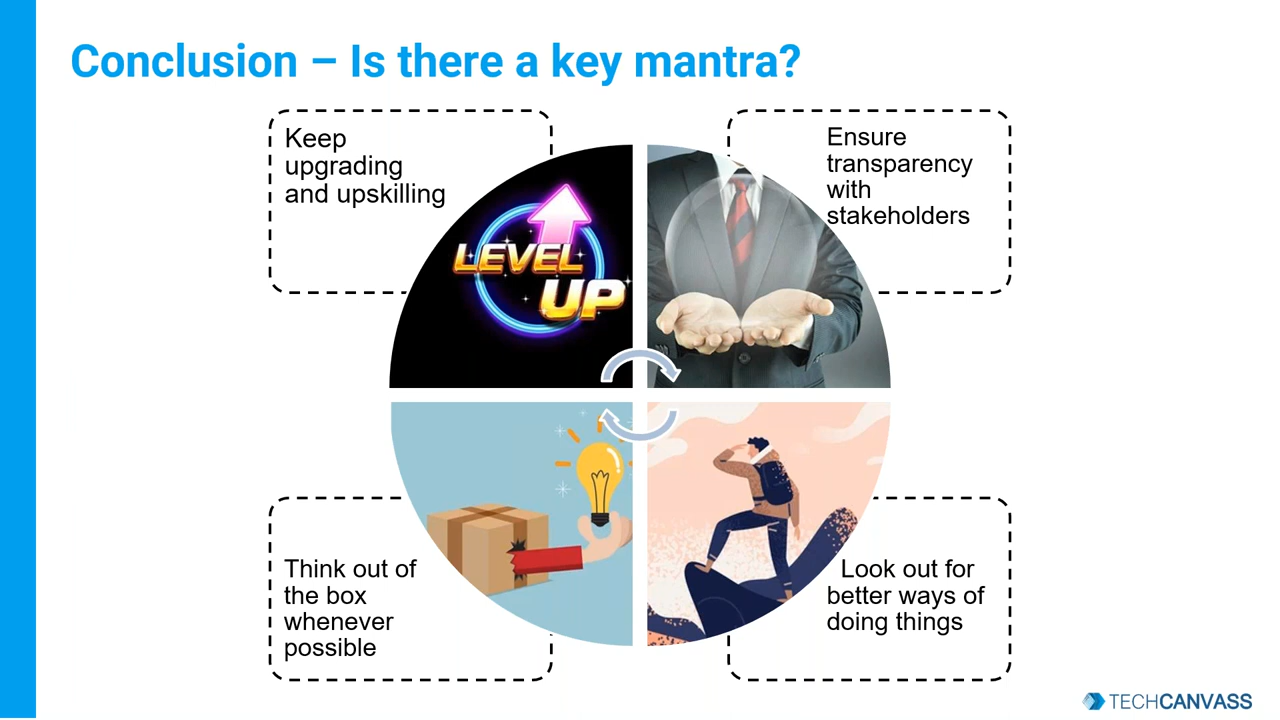 Conclusion – Is there a key mantra?
Keep
upgrading
and upskilling
Ensure
transparency
with
stakeholders
LEVEL
UP
Think out of
the box
whenever
possible
Look out for
better ways of
doing things
TECHCANVASS